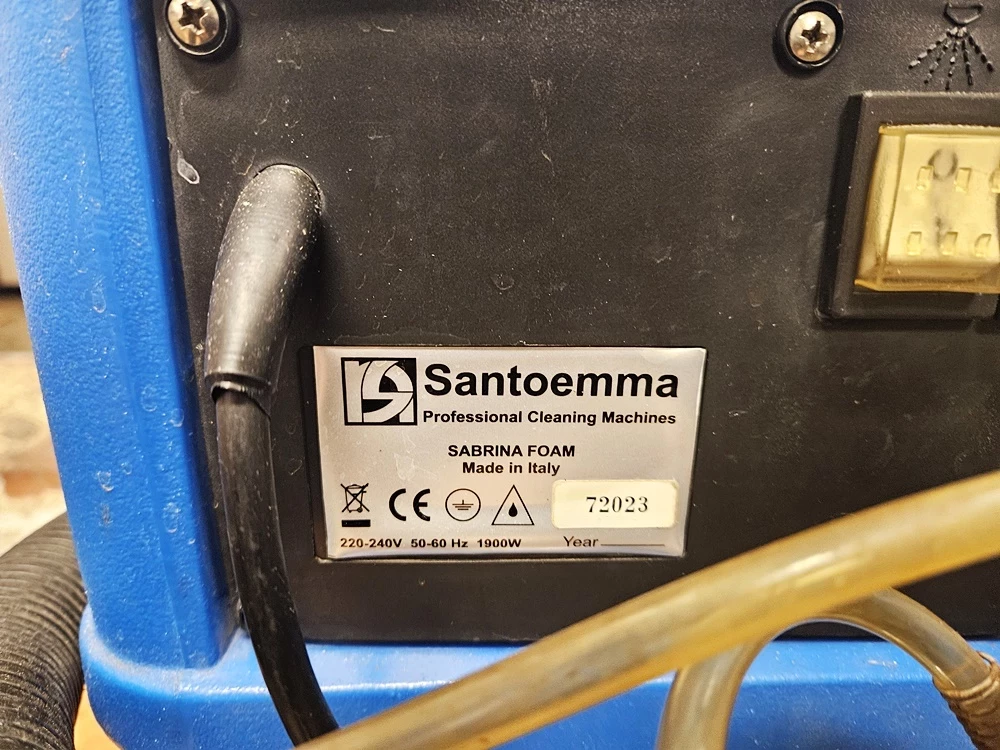 Santoemma
Professional Cleaning Machines
SABRINA FOAM
Made in Italy
CE
72023
220-240V 50-60 Hz 1900W Year